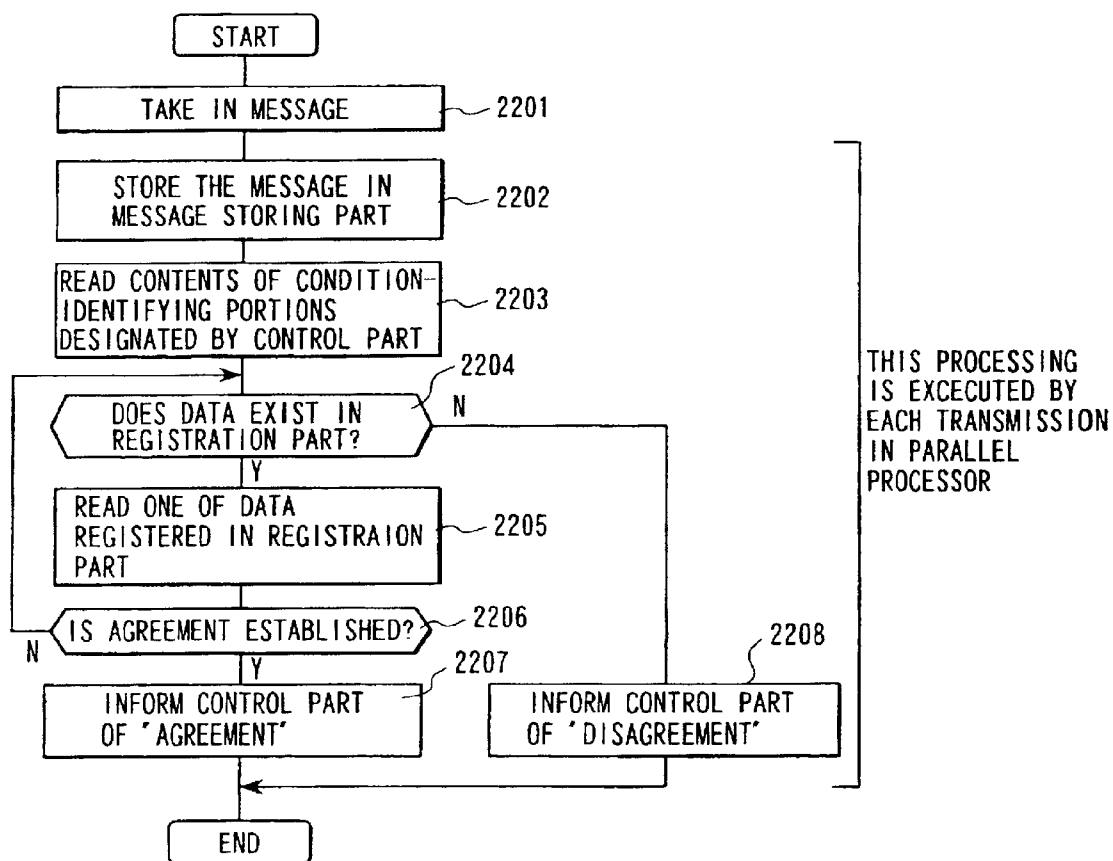 START
TAKE IN MESSAGE
2201
STORE THE MESSAGE IN
MESSAGE STORING PART
2202
READ CONTENTS OF CONDITION-
IDENTIFYING PORTIONS
DESIGNATED BY CONTROL PART
2203
DOES DATA EXIST IN
REGISTRATION PART?
2204
N
Y
READ ONE OF DATA
REGISTERED IN REGISTRAION
PART
2205
IS AGREEMENT ESTABLISHED?
2206
N
Y
INFORM CONTROL PART
OF "AGREEMENT"
2207
INFORM CONTROL PART
OF "DISAGREEMENT"
2208
END
THIS PROCESSING
IS EXCECUTED BY
EACH TRANSMISSION
IN PARALLEL
PROCESSOR